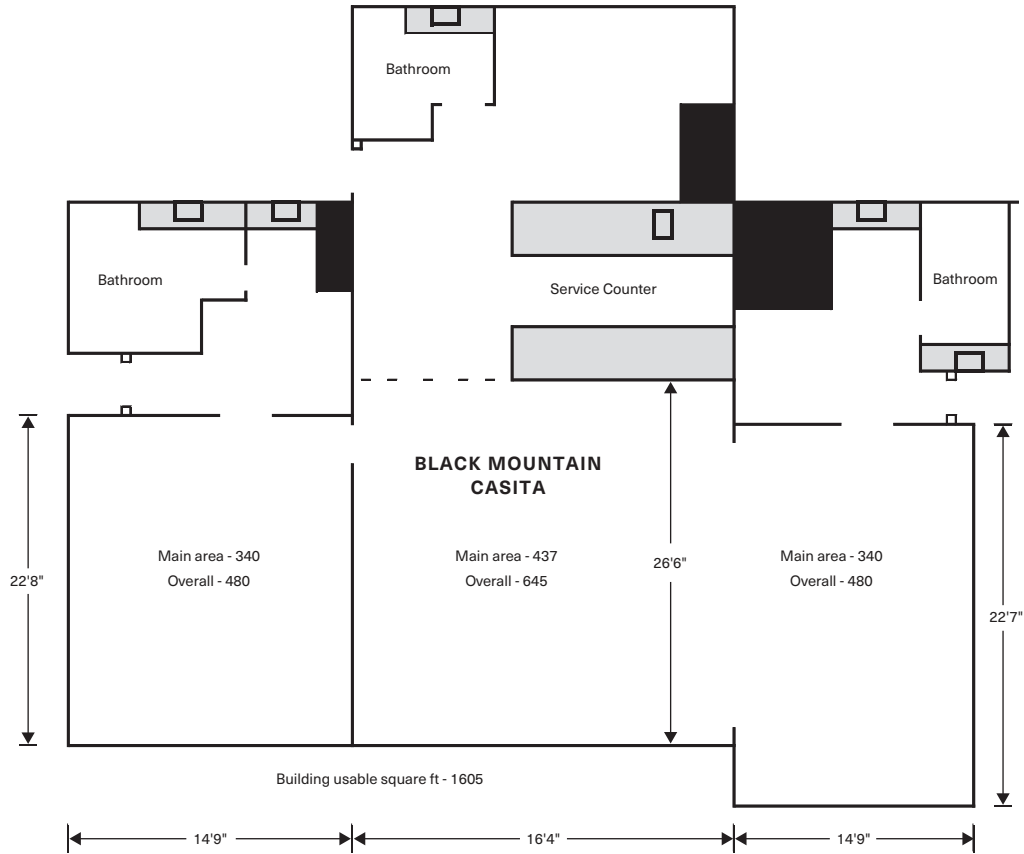 Bathroom
Bathroom
Service Counter
Bathroom
BLACK MOUNTAIN
CASITA
Main area - 340
Overall - 480
Main area - 437
Overall - 645
Main area - 340
Overall - 480
22'8"
26'6"
22'7"
Building usable square ft - 1605
14'9"
16'4"
14'9"